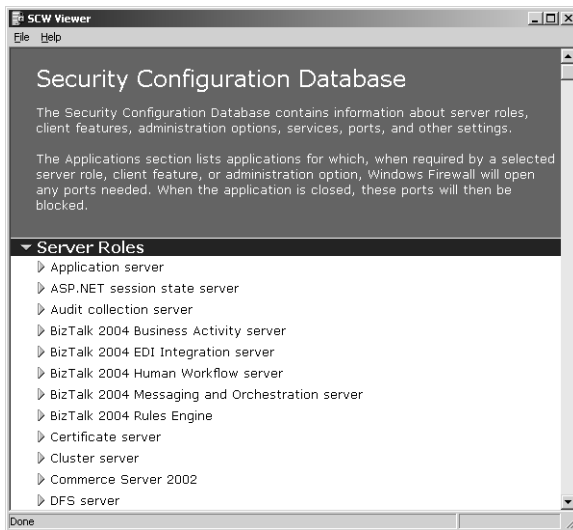 SCW Viewer
File Help
Security Configuration Database
The Security Configuration Database contains information about server roles,
client features, administration options, services, ports, and other settings.
The Applications section lists applications for which, when required by a selected
server role, client feature, or administration option, Windows Firewall will open
any ports needed. When the application is closed, these ports will then be
blocked.
Server Roles
Application server
ASP.NET session state server
Audit collection server
BizTalk 2004 Business Activity server
BizTalk 2004 EDI Integration server
BizTalk 2004 Human Workflow server
BizTalk 2004 Messaging and Orchestration server
BizTalk 2004 Rules Engine
Certificate server
Cluster server
Commerce Server 2002
DFS server
Done